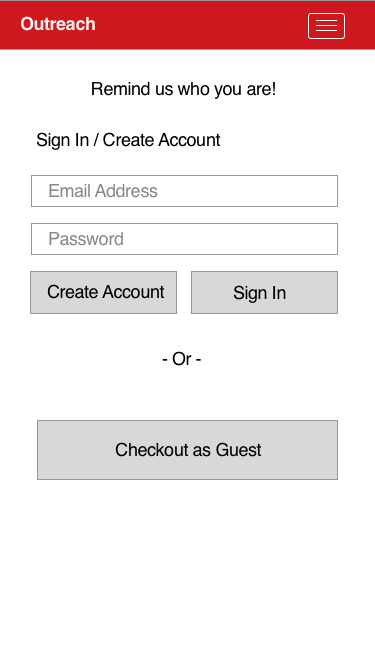 Outreach
Remind us who you are!
Sign In / Create Account
Email Address
Password
Create Account
Sign In
- Or -
Checkout as Guest